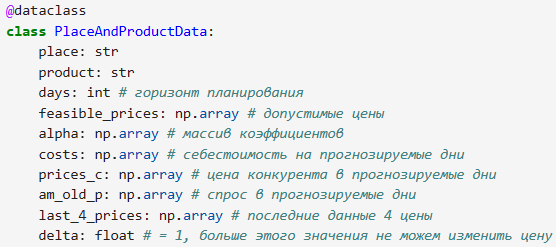 @dataclass
class PlaceAndProductData:
    place: str
    product: str
    days: int # горизонт планирования
    feasible_prices: np.array # допустимые цены
    alpha: np.array # массив коэффициентов
    costs: np.array # себестоимость на прогнозируемые дни
    prices_c: np.array # цена конкурента в прогнозируемые дни
    am_old_p: np.array # спрос в прогнозируемые дни
    last_4_prices: np.array # последние данные 4 цены
    delta: float # = 1, больше этого значения не можем изменить цену